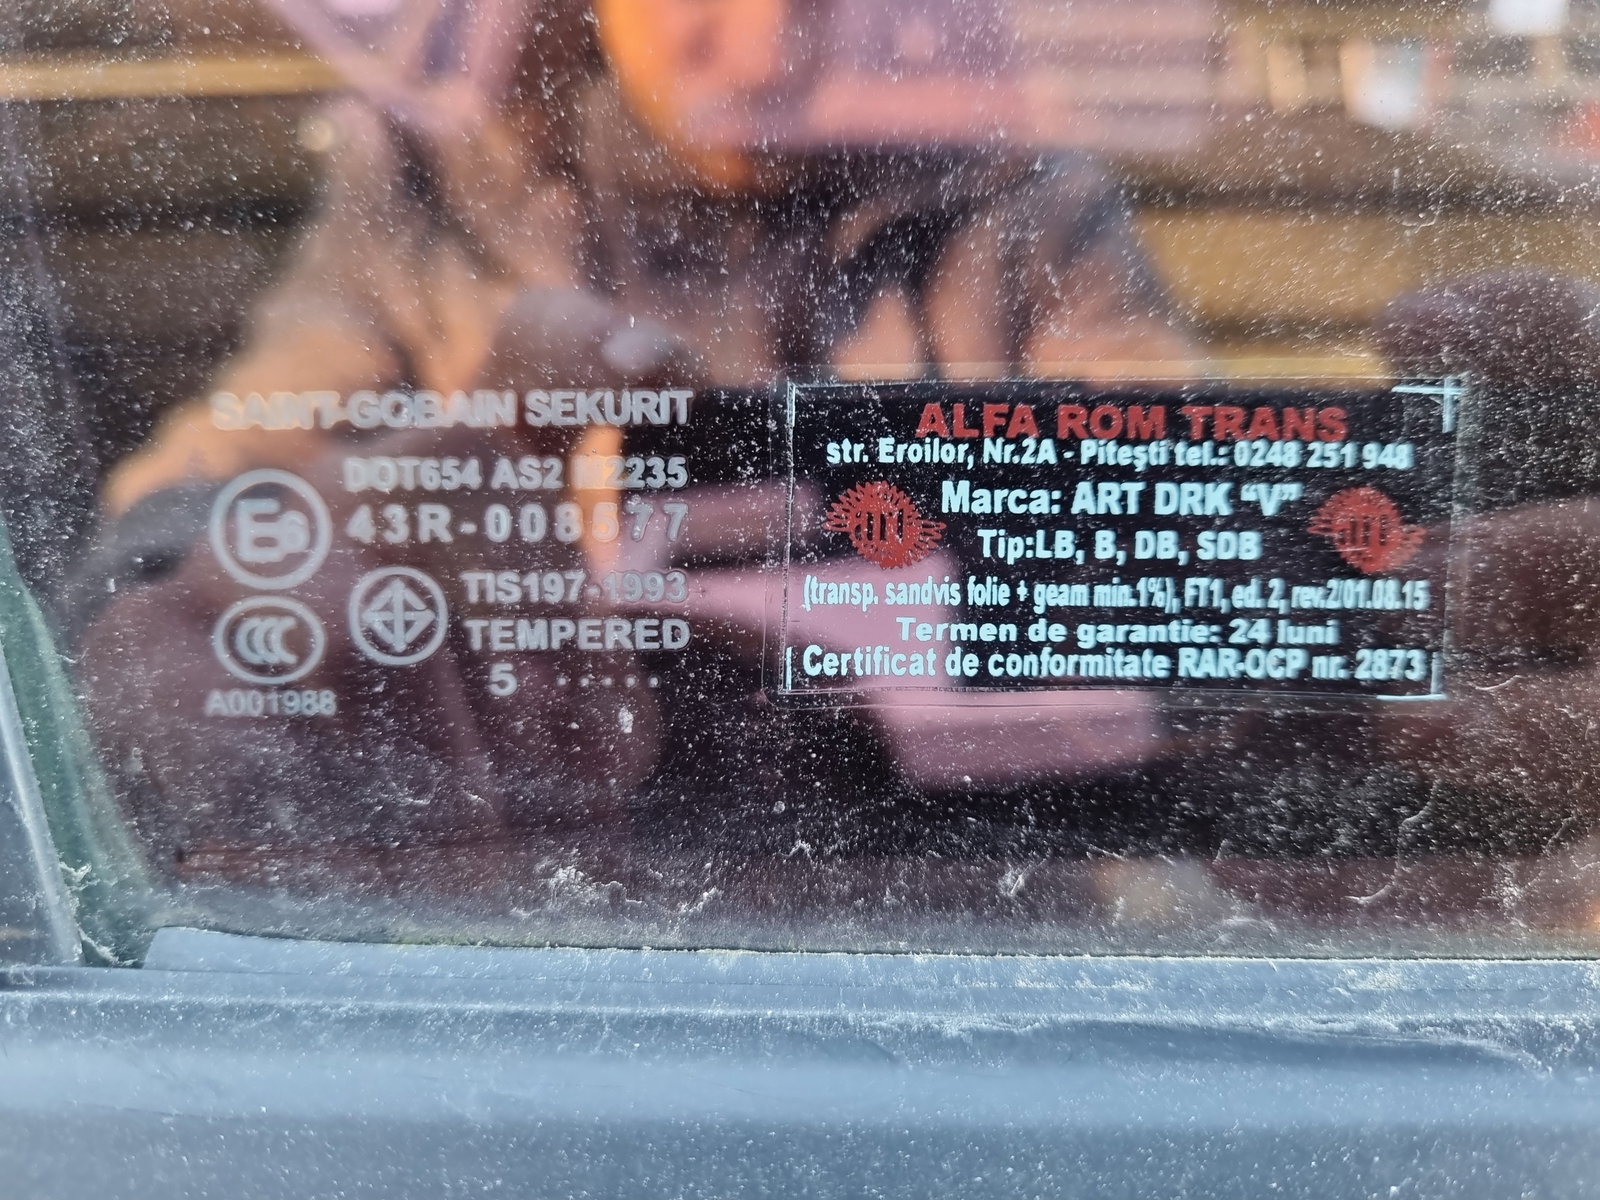 SAINT-GOBAIN SEKURIT
DOT654 AS2 M2235
43R-008577
TIS197-1993
TEMPERED
5 .....
A001988
ALFA ROM TRANS
str. Eroilor, Nr.2A - Pitești tel.: 0248 251 948
Marca: ART DRK “V”
Tip:LB, B, DB, SDB
(transp. sandvis folie + geam min.1%), FT1, ed. 2, rev.2/01.08.15
Termen de garantie: 24 luni
Certificat de conformitate RAR-OCP nr. 2873